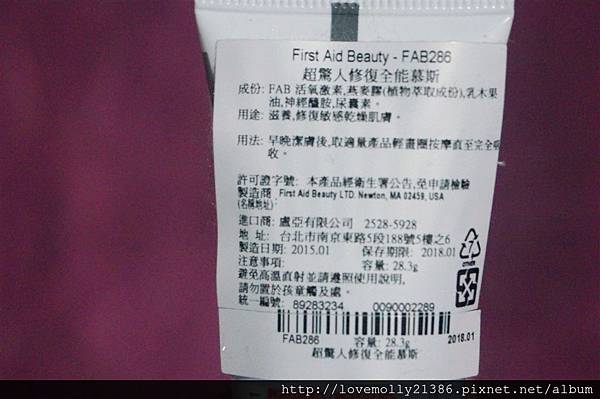 First Aid Beauty - FAB286
超驚人修復全能慕斯
成份: FAB 活氧激素,燕麥膠(植物萃取成份),乳木果
油,神經醯胺,尿囊素。
用途: 滋養,修復敏感乾燥肌膚。
用法: 早晚潔膚後,取適量產品輕畫圈按摩直至完全吸
收。
許可證字號: 本產品經衛生署公告,免申請檢驗
製造商 First Aid Beauty LTD. Newton, MA 02459, USA
(名稱地址)
進口商: 盧亞有限公司 2528-5928
地 址: 台北市南京東路5段188號5樓之6
製造日期: 2015.01 保存期限: 2018.01
注意事項: 容量: 28.3g
避免高溫直射並請遵照使用說明,
請勿置於孩童觸及處。
統一編號: 89283234 0090002289
FAB286 容量: 28.3g 2018.01
超驚人修復全能慕斯
http://lovemolly21386.pixnet.net/album